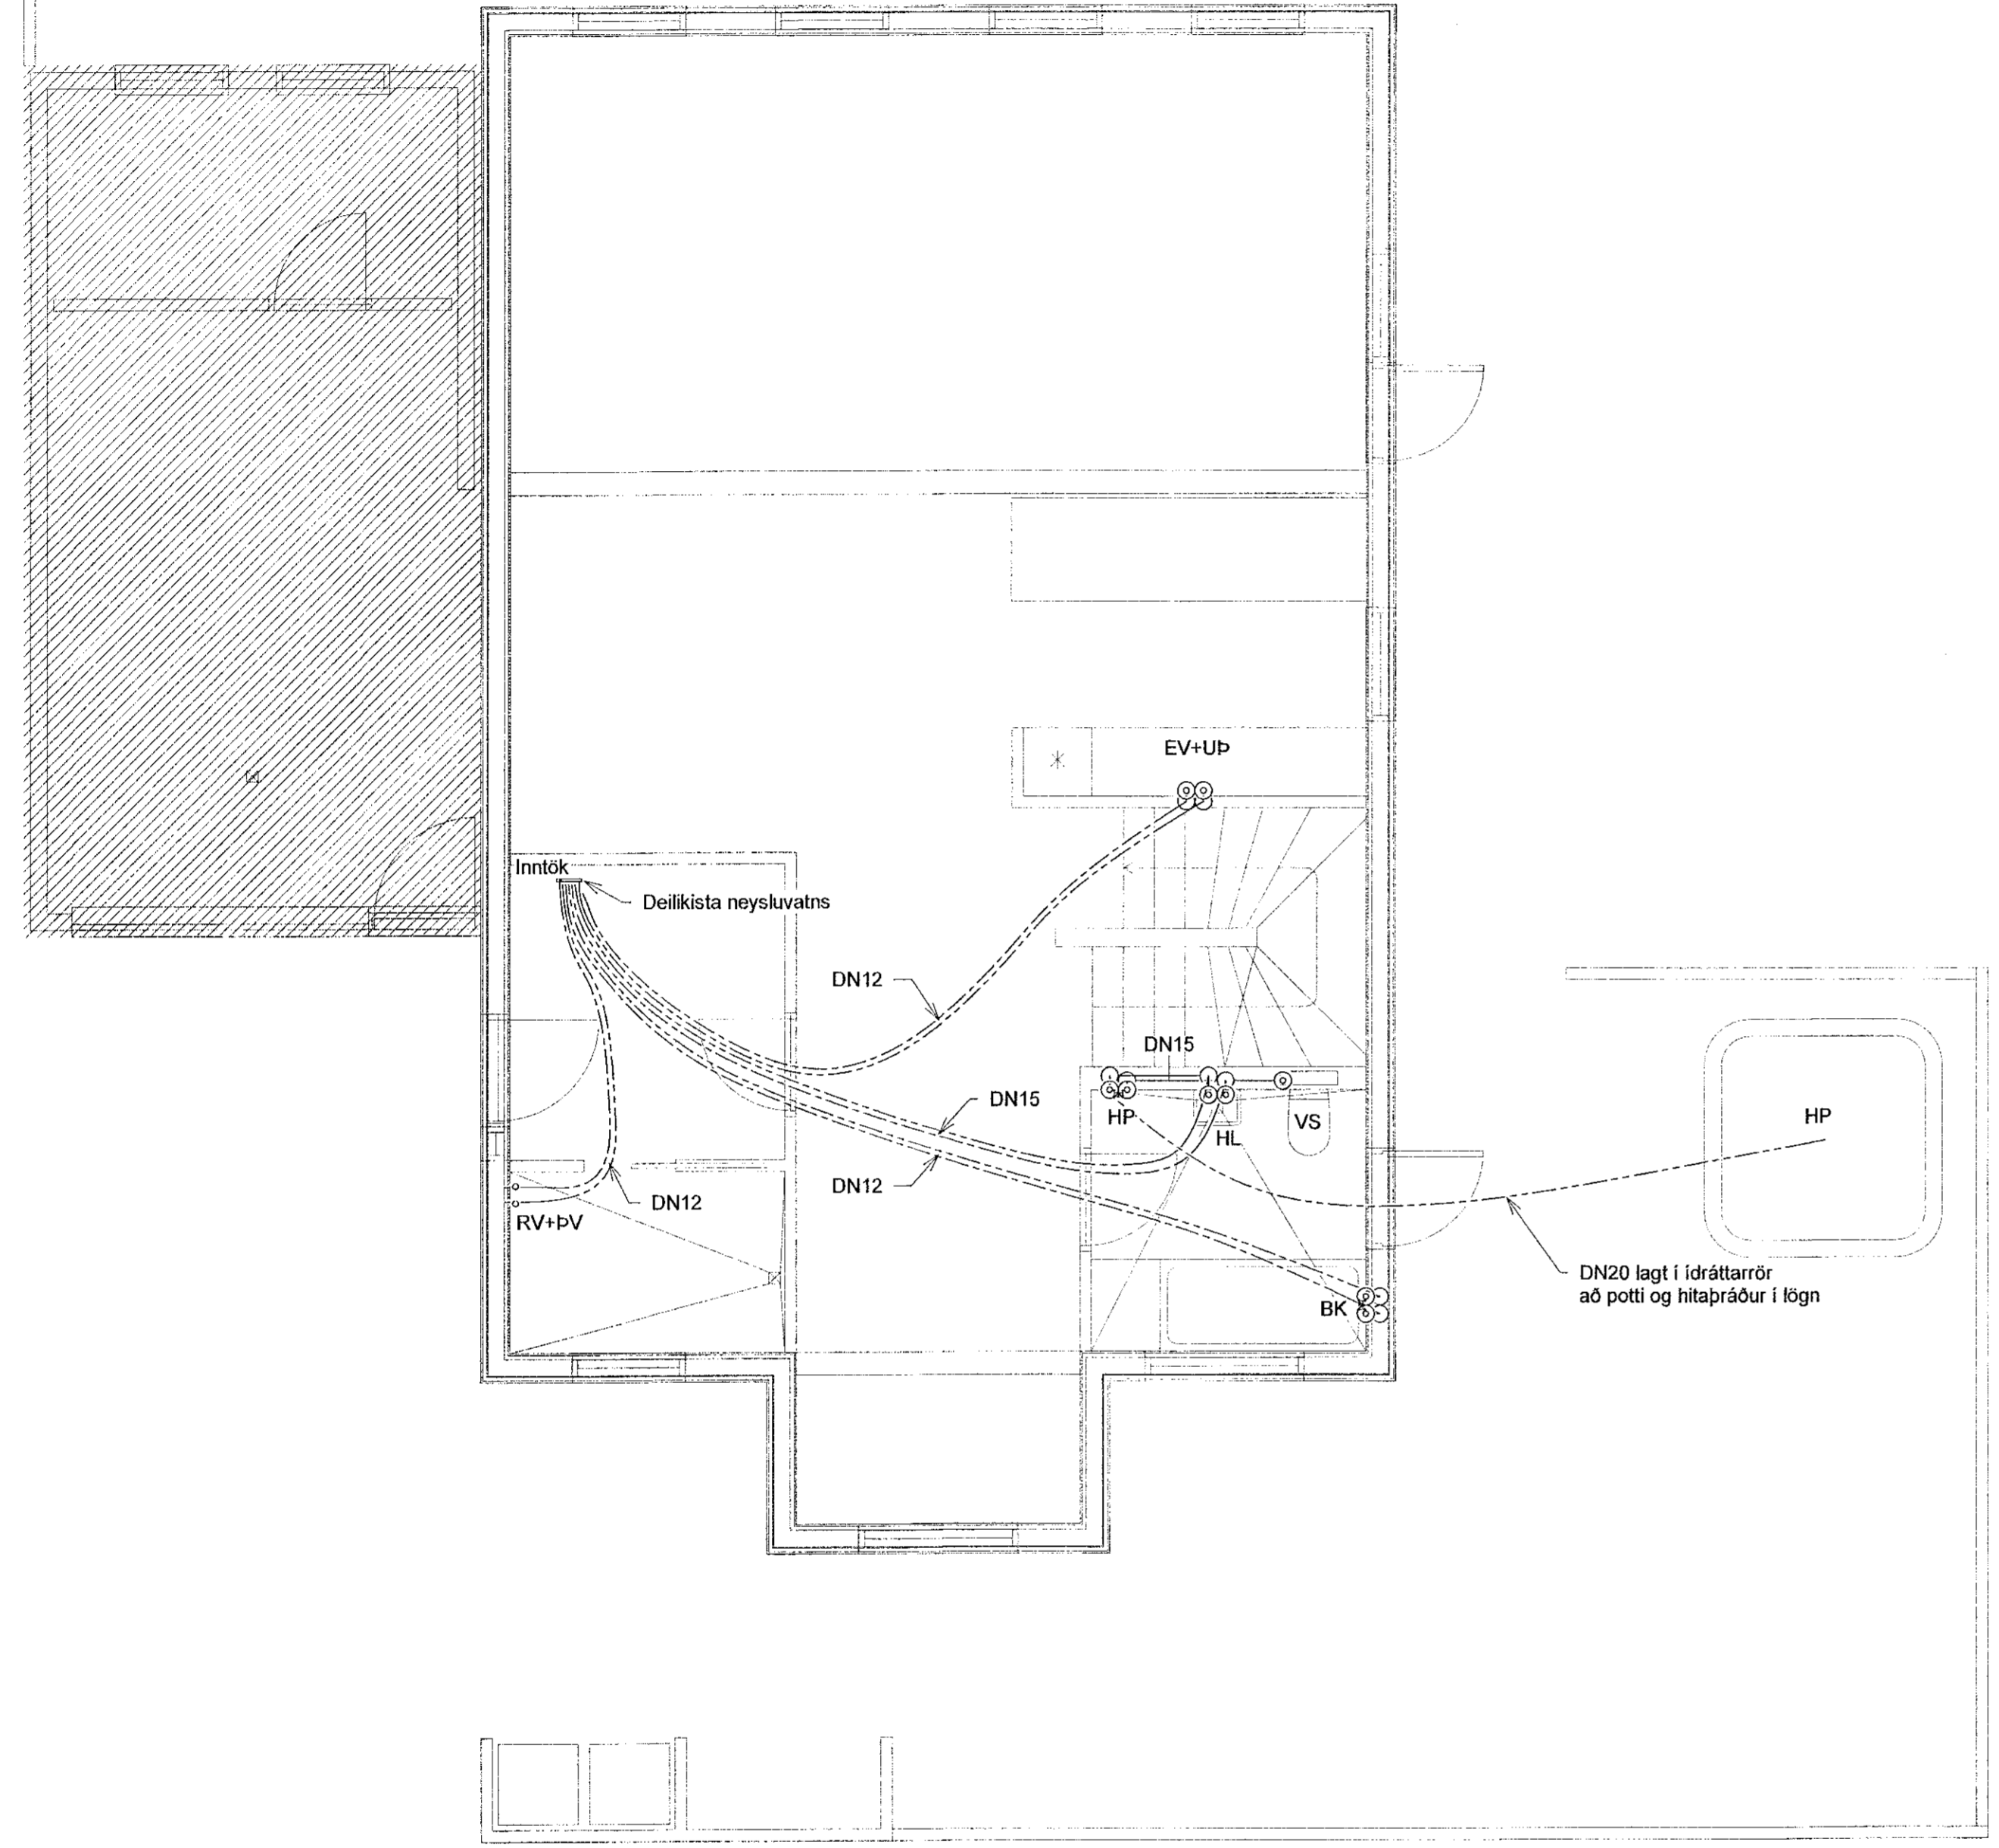 EV+UÞ
Inntök
Deilikista neysluvatns
DN12
DN15
DN15
HP
HL
VS
HP
DN12
DN12
RV+ÞV
DN20 lagt í ídráttarrör
að potti og hitaþráður í lögn
BK